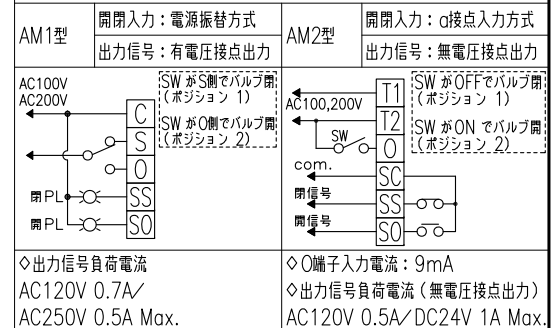 AM1型
開閉入力：電源振替方式
出力信号：有電圧接点出力
AC100V
AC200V
SW がS側でバルブ閉
(ポジション 1)
SW がO側でバルブ開
(ポジション 2)
C
S
O
SS
SO
閉PL
開PL
◇出力信号負荷電流
AC120V 0.7A/
AC250V 0.5A Max.
AM2型
開閉入力：a接点入力方式
出力信号：無電圧接点出力
AC100,200V
SW がOFFでバルブ閉
(ポジション 1)
SW がON でバルブ開
(ポジション 2)
T1
T2
SW
O
com.
SC
閉信号
SS
開信号
SO
◇O端子入力電流：9mA
◇出力信号負荷電流(無電圧接点出力)
AC120V 0.5A/DC24V 1A Max.